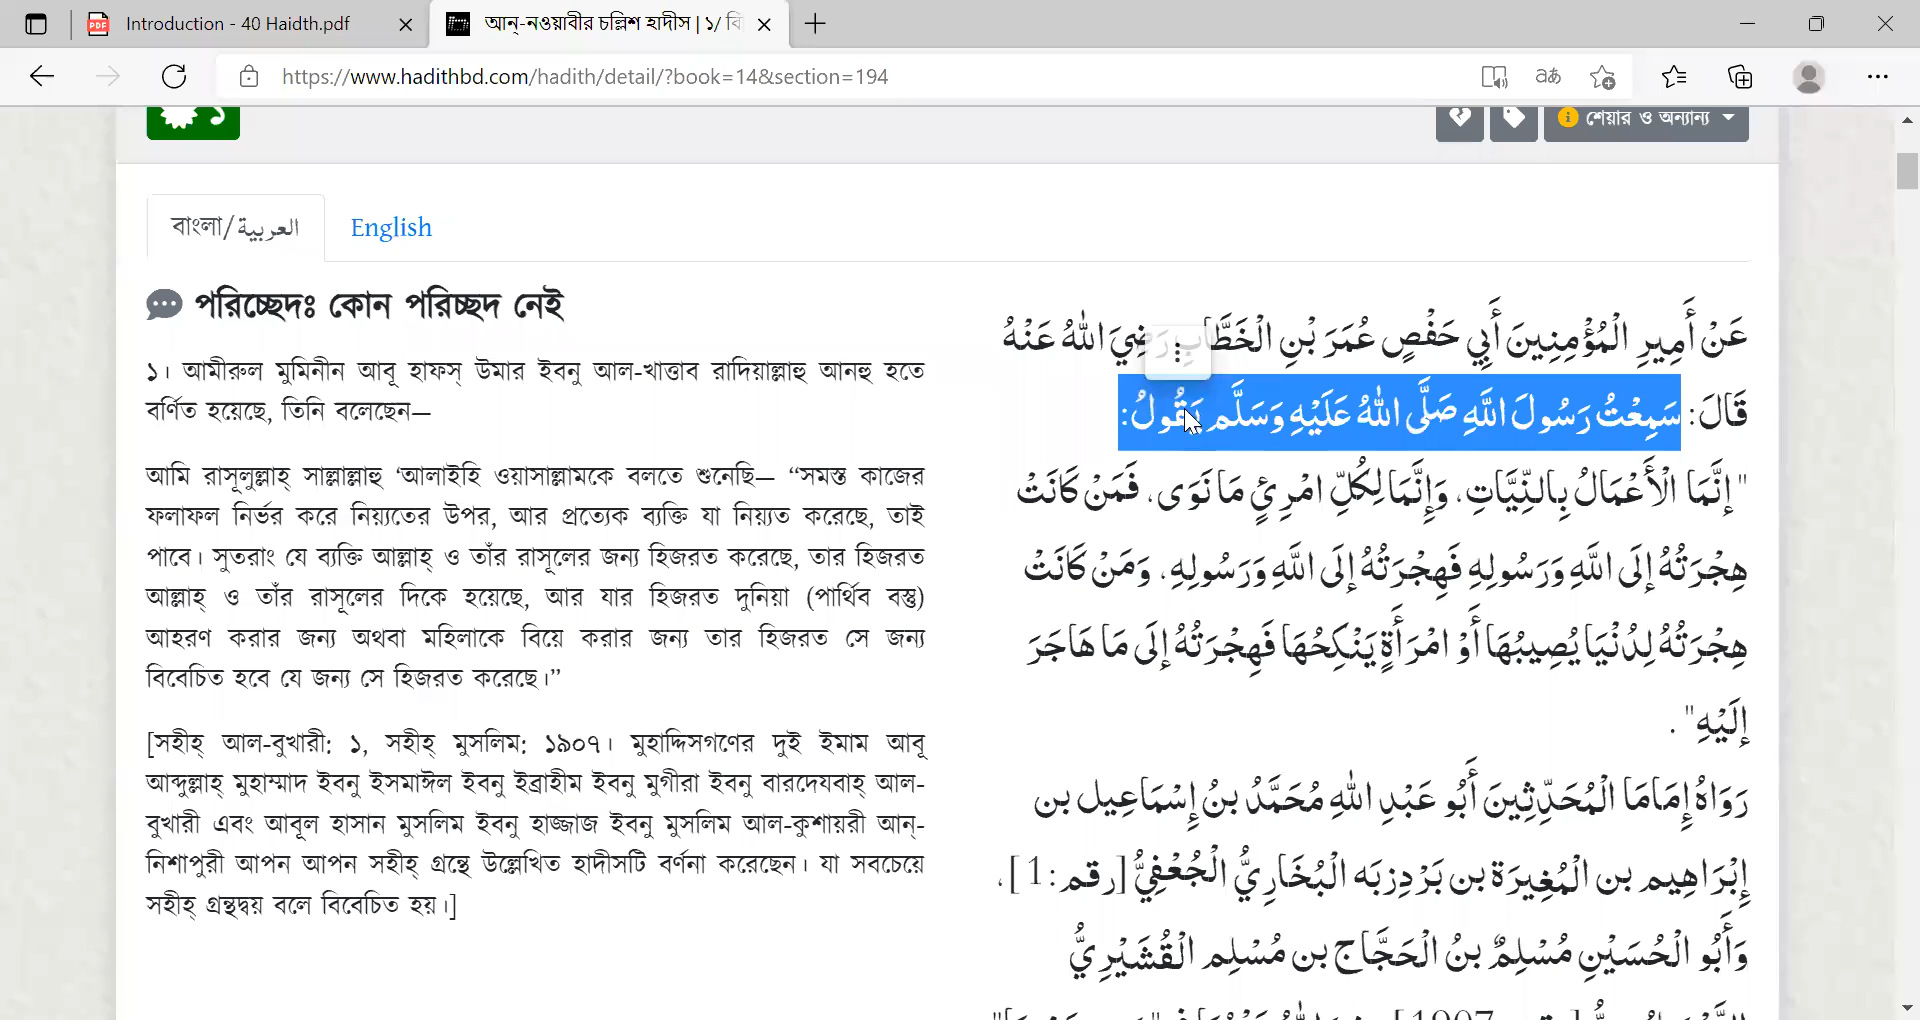 Introduction - 40 Haidth.pdf
আন্-নওয়াবীর চল্লিশ হাদীস | ১/
https://www.hadithbd.com/hadith/detail/?book=14&section=194
১
শেয়ার ও অন্যান্য
বাংলা/العربية
English
পরিচ্ছেদঃ কোন পরিচ্ছদ নেই
১। আমীরুল মুমিনীন আবূ হাফস্ উমার ইবনু আল-খাত্তাব রাদিয়াল্লাহু আনহু হতে
বর্ণিত হয়েছে, তিনি বলেছেন—
আমি রাসূলুল্লাহ্ সাল্লাল্লাহু ‘আলাইহি ওয়াসাল্লামকে বলতে শুনেছি— “সমস্ত কাজের
ফলাফল নির্ভর করে নিয়্যতের উপর, আর প্রত্যেক ব্যক্তি যা নিয়্যত করেছে, তাই
পাবে। সুতরাং যে ব্যক্তি আল্লাহ্ ও তাঁর রাসূলের জন্য হিজরত করেছে, তার হিজরত
আল্লাহ্ ও তাঁর রাসূলের দিকে হয়েছে, আর যার হিজরত দুনিয়া (পার্থিব বস্তু)
আহরণ করার জন্য অথবা মহিলাকে বিয়ে করার জন্য তার হিজরত সে জন্য
বিবেচিত হবে যে জন্য সে হিজরত করেছে।”
[সহীহ্ আল-বুখারী: ১, সহীহ্ মুসলিম: ১৯০৭। মুহাদ্দিসগণের দুই ইমাম আবূ
আব্দুল্লাহ্ মুহাম্মাদ ইবনু ইসমাঈল ইবনু ইব্রাহীম ইবনু মুগীরা ইবনু বারদেযবাহ্ আল-
বুখারী এবং আবূল হাসান মুসলিম ইবনু হাজ্জাজ ইবনু মুসলিম আল-কুশায়রী আন্-
নিশাপুরী আপন আপন সহীহ্ গ্রন্থে উল্লেখিত হাদীসটি বর্ণনা করেছেন। যা সবচেয়ে
সহীহ্ গ্রন্থদ্বয় বলে বিবেচিত হয়।]
عَنْ أَمِيرِ الْمُؤْمِنِينَ أَبِي حَفْصٍ عُمَرَ بْنِ الْخَطَّابِ رَضِيَ اللهُ عَنْهُ
قَالَ: سَمِعْتُ رَسُولَ اللَّهِ صَلَّى اللهُ عَلَيْهِ وَسَلَّم يَقُولُ:
" إنَّمَا الْأَعْمَالُ بِالنِّيَّاتِ، وَإِنَّمَا لِكُلِّ امْرِئٍ مَا نَوَى، فَمَنْ كَانَتْ
هِجْرَتُهُ إلَى اللَّهِ وَرَسُولِهِ فَهِجْرَتُهُ إلَى اللَّهِ وَرَسُولِهِ، وَمَنْ كَانَتْ
هِجْرَتُهُ لِدُنْيَا يُصِيبُهَا أَوْ امْرَأَةٍ يَنْكِحُهَا فَهِجْرَتُهُ إلَى مَا هَاجَرَ
إلَيْهِ" .
رَوَاهُ إِمَامَا الْمُحَدِّثِينَ أَبُو عَبْدِ اللهِ مُحَمَّدُ بنُ إِسْمَاعِيل بن
إِبْرَاهِيم بن الْمُغِيرَة بن بَرْدِزبَه الْبُخَارِيُّ الْجُعْفِيُّ [رقم:1]،
وَأَبُو الْحُسَيْنِ مُسْلِمٌ بنُ الْحَجَّاج بن مُسْلِم الْقُشَيْرِيُّ